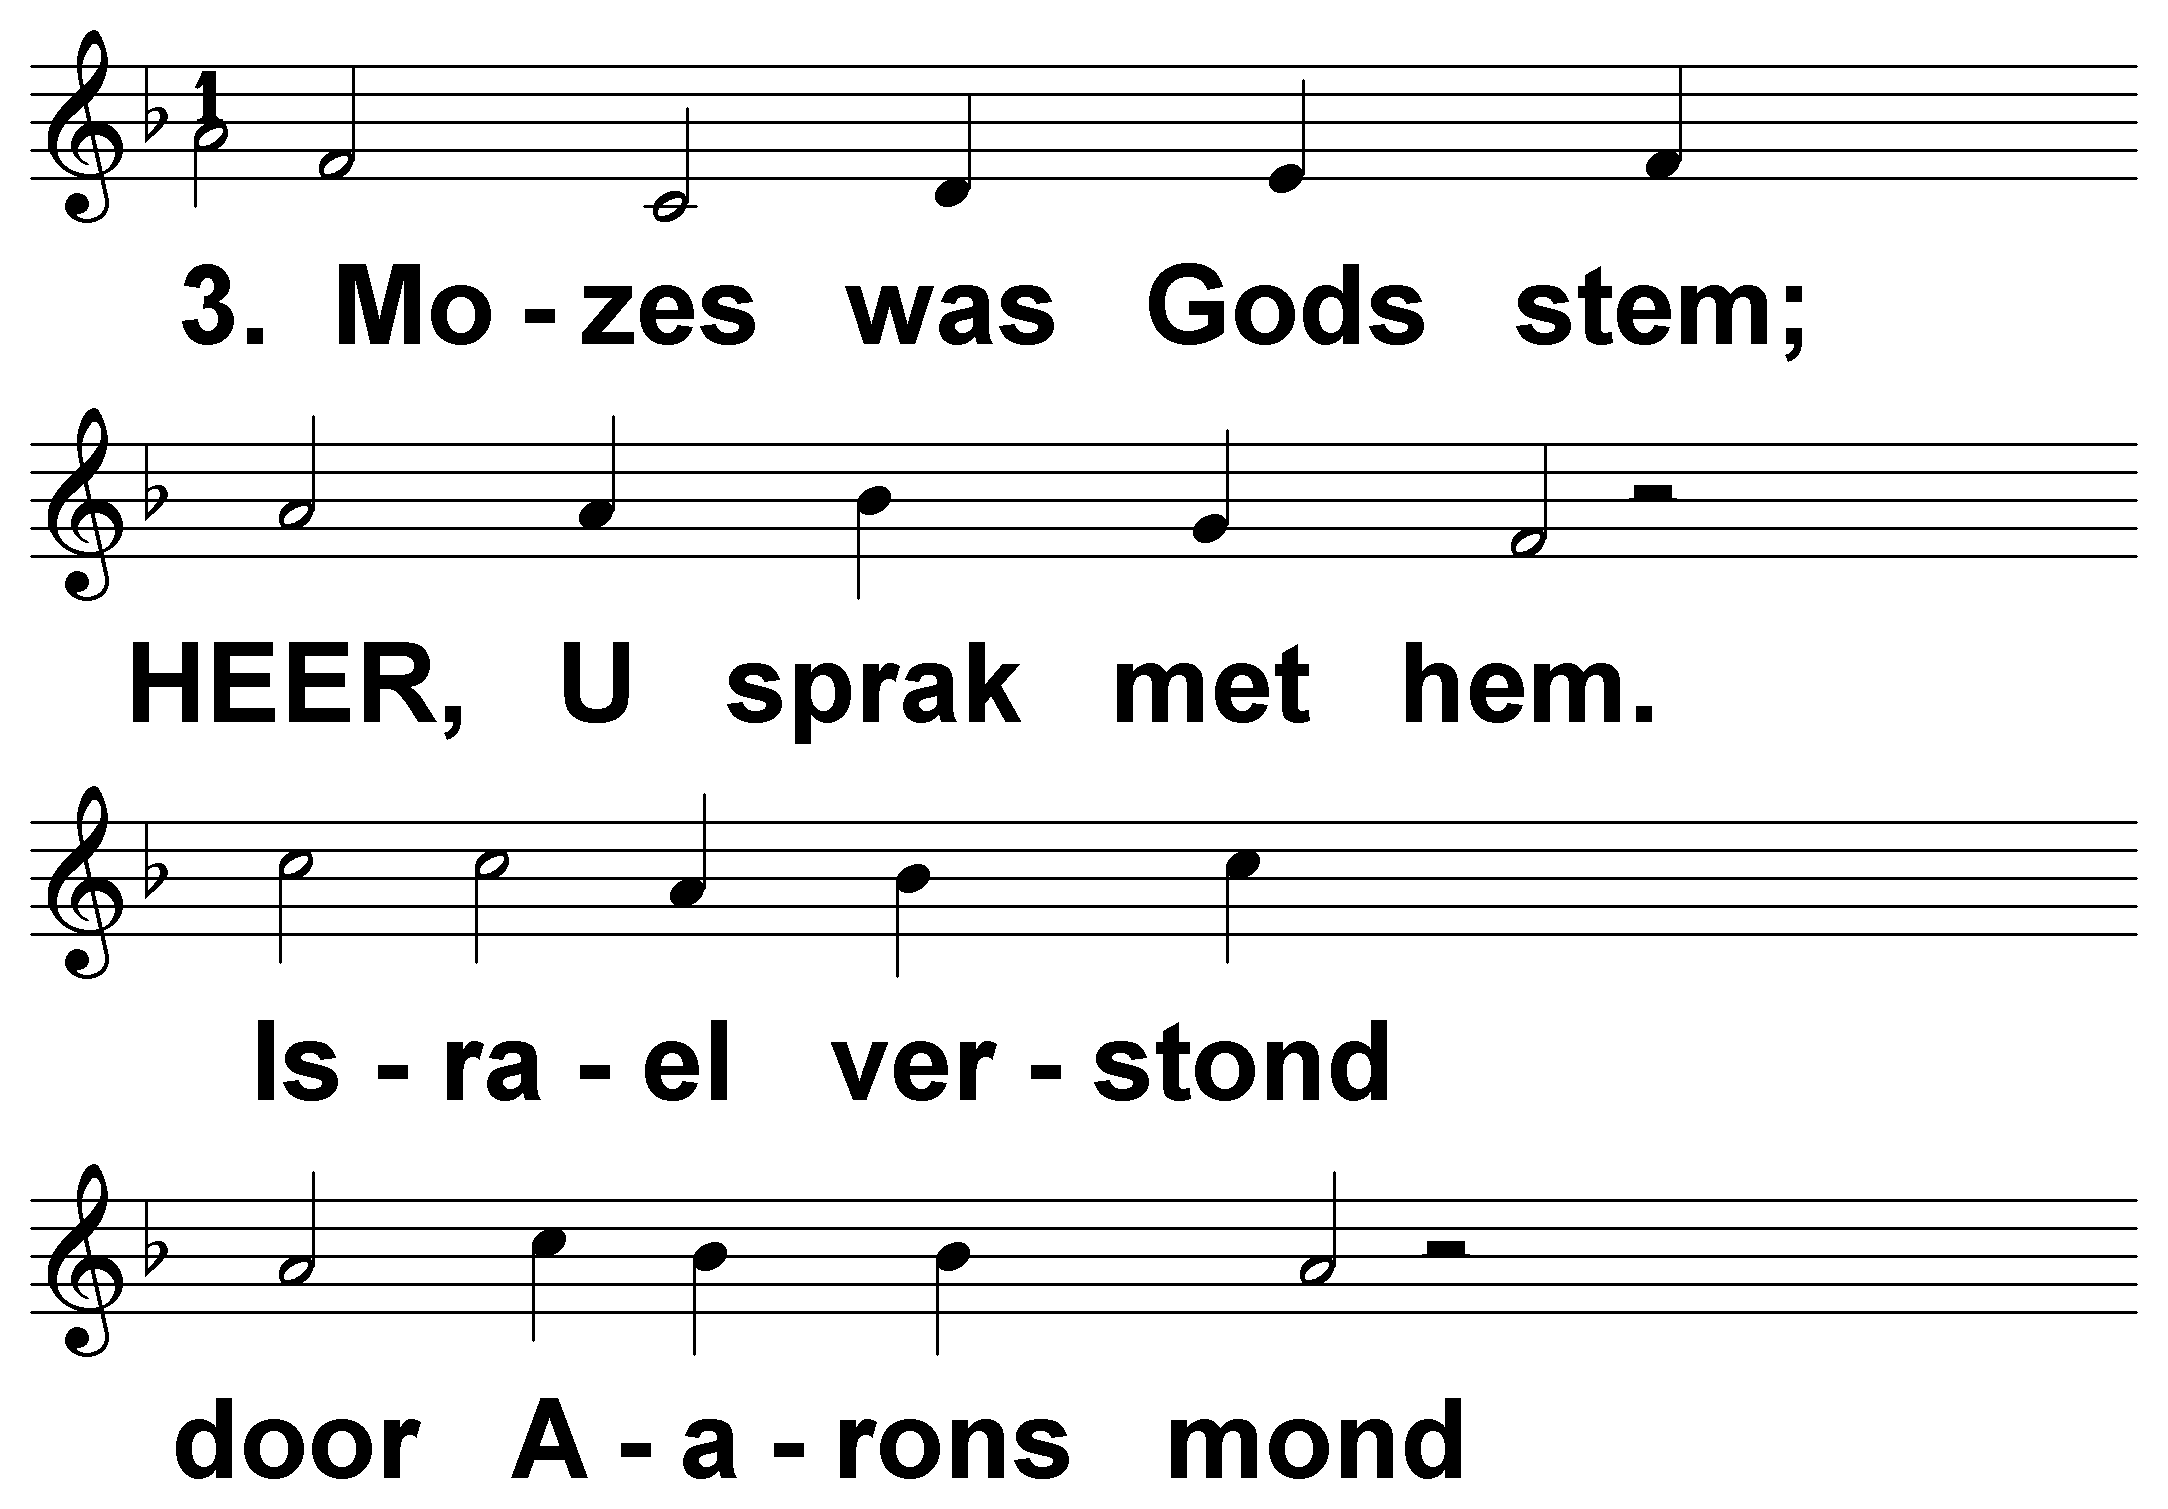 1
3. Mo - zes was Gods stem;
HEER, U sprak met hem.
Is - ra - el ver - stond
door A - a - rons mond